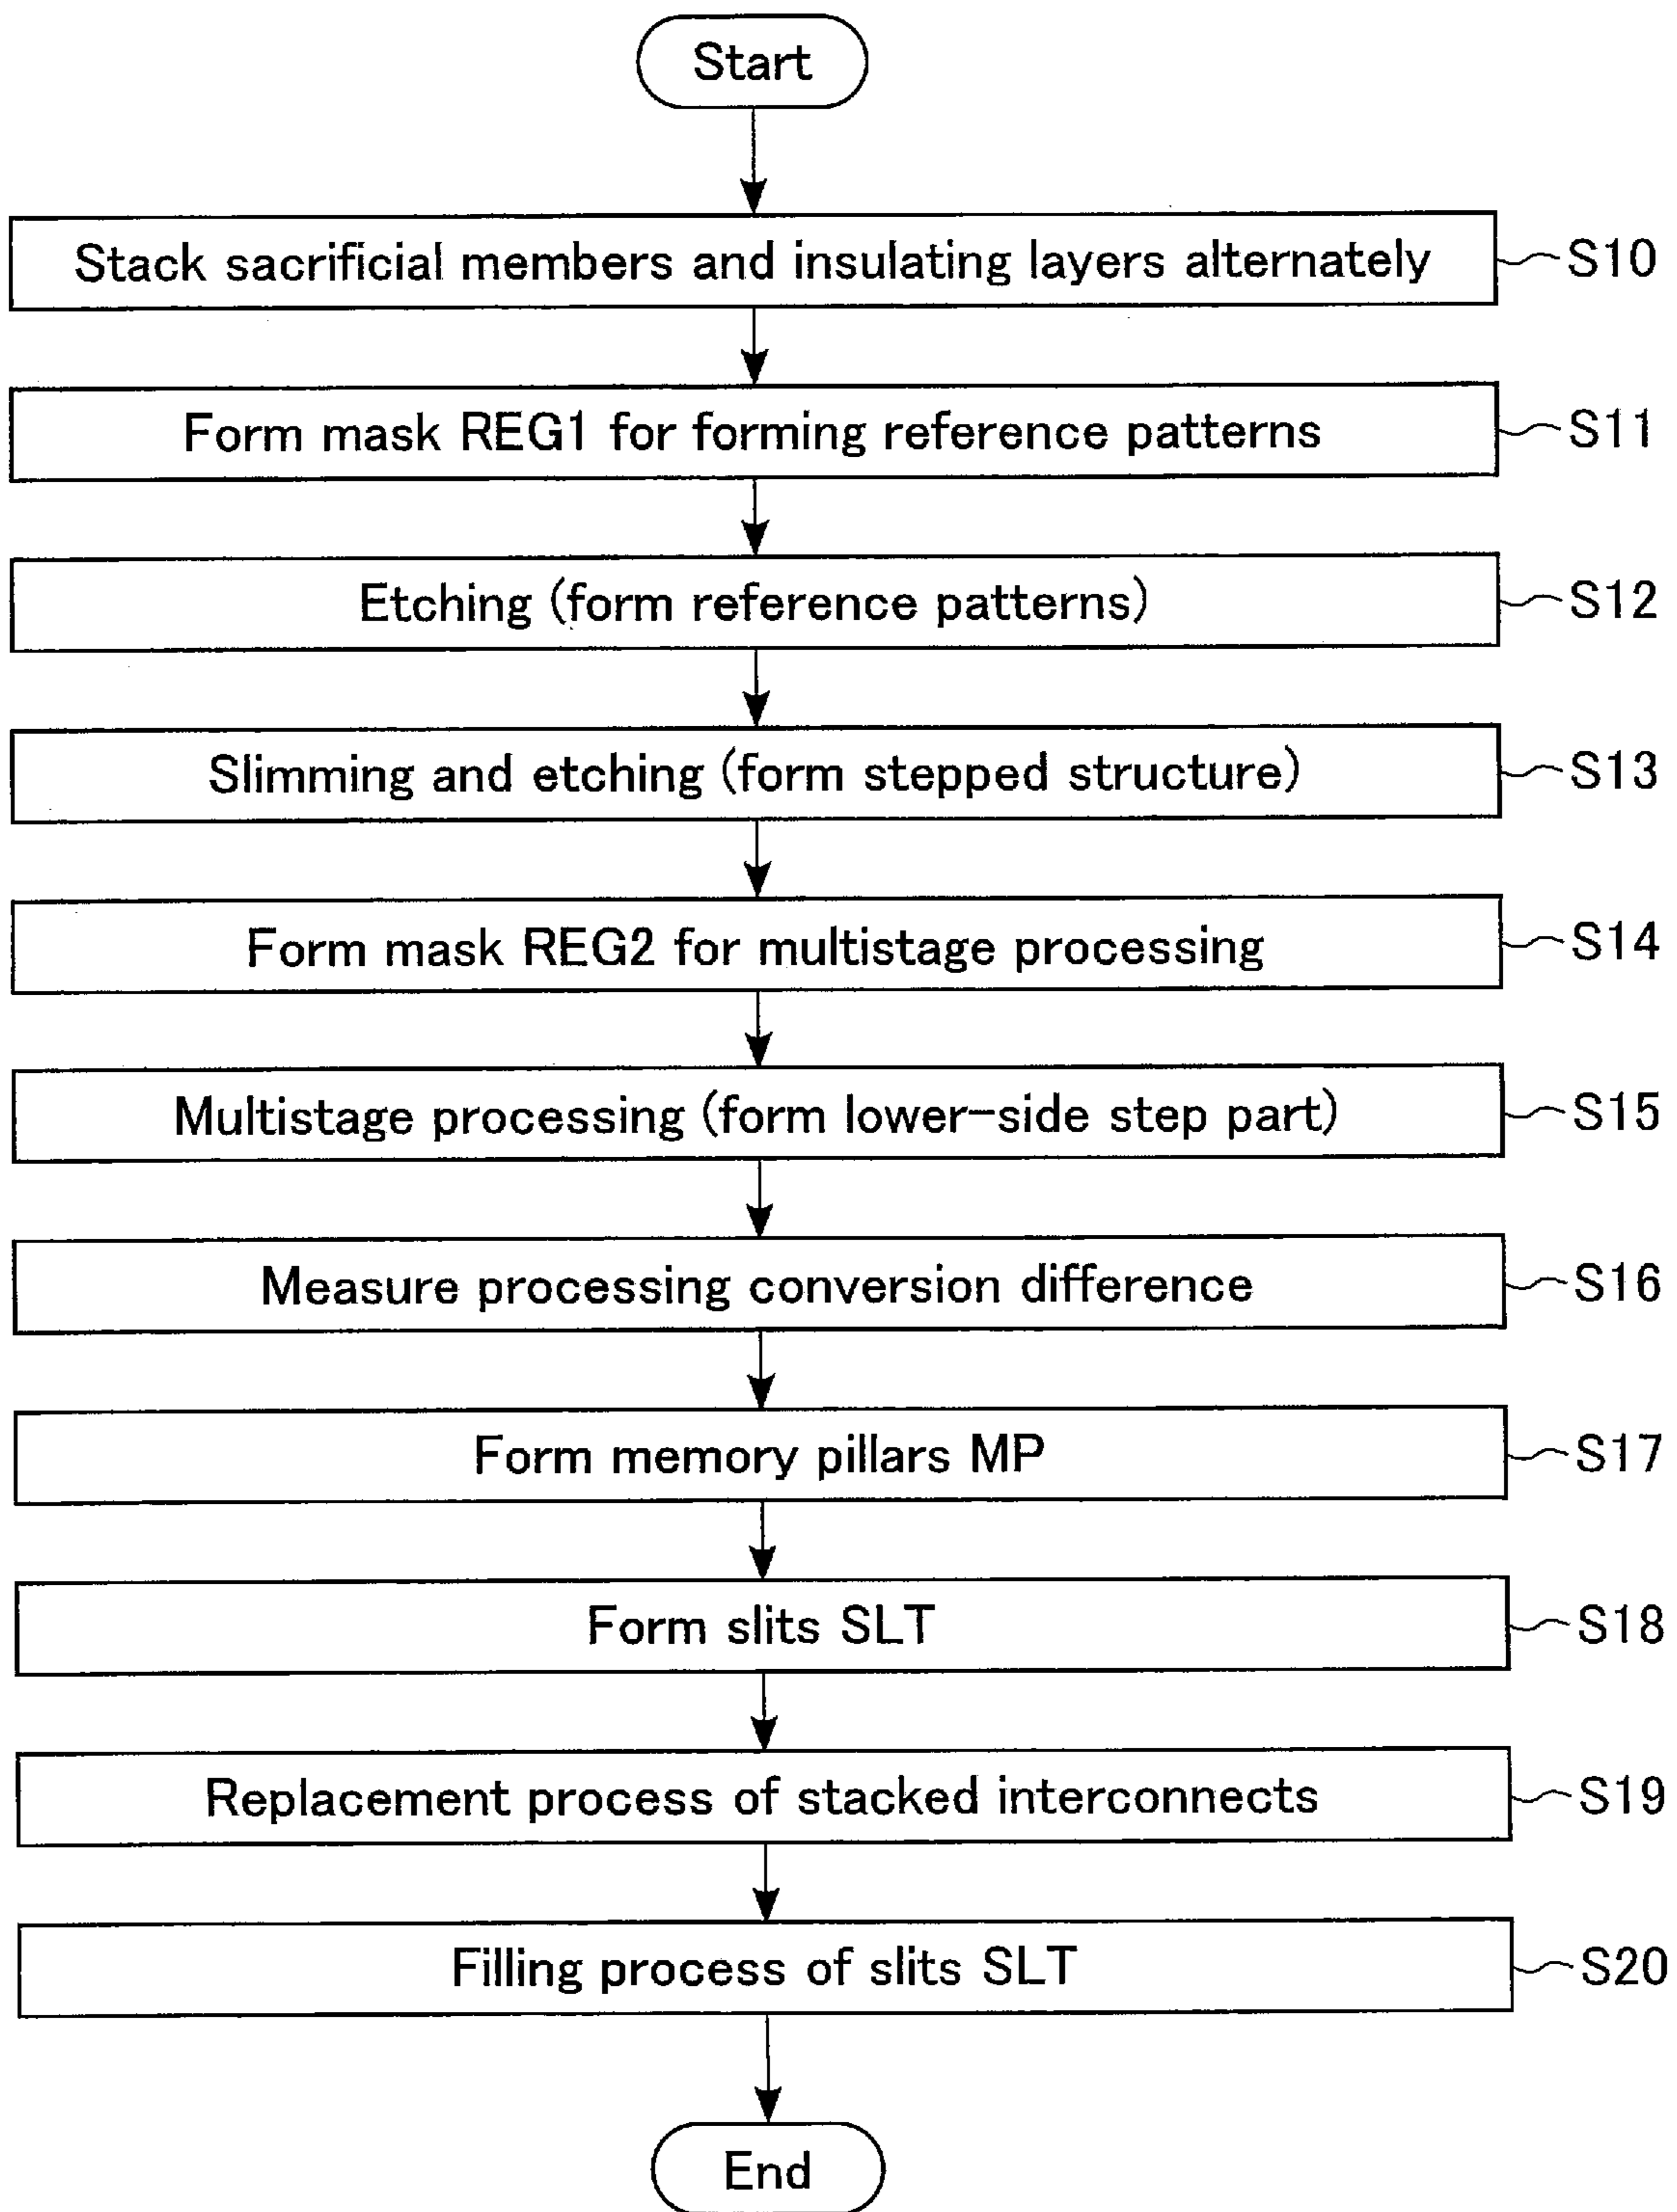 Start
Stack sacrificial members and insulating layers alternately S10
Form mask REG1 for forming reference patterns S11
Etching (form reference patterns) S12
Slimming and etching (form stepped structure) S13
Form mask REG2 for multistage processing S14
Multistage processing (form lower-side step part) S15
Measure processing conversion difference S16
Form memory pillars MP S17
Form slits SLT S18
Replacement process of stacked interconnects S19
Filling process of slits SLT S20
End